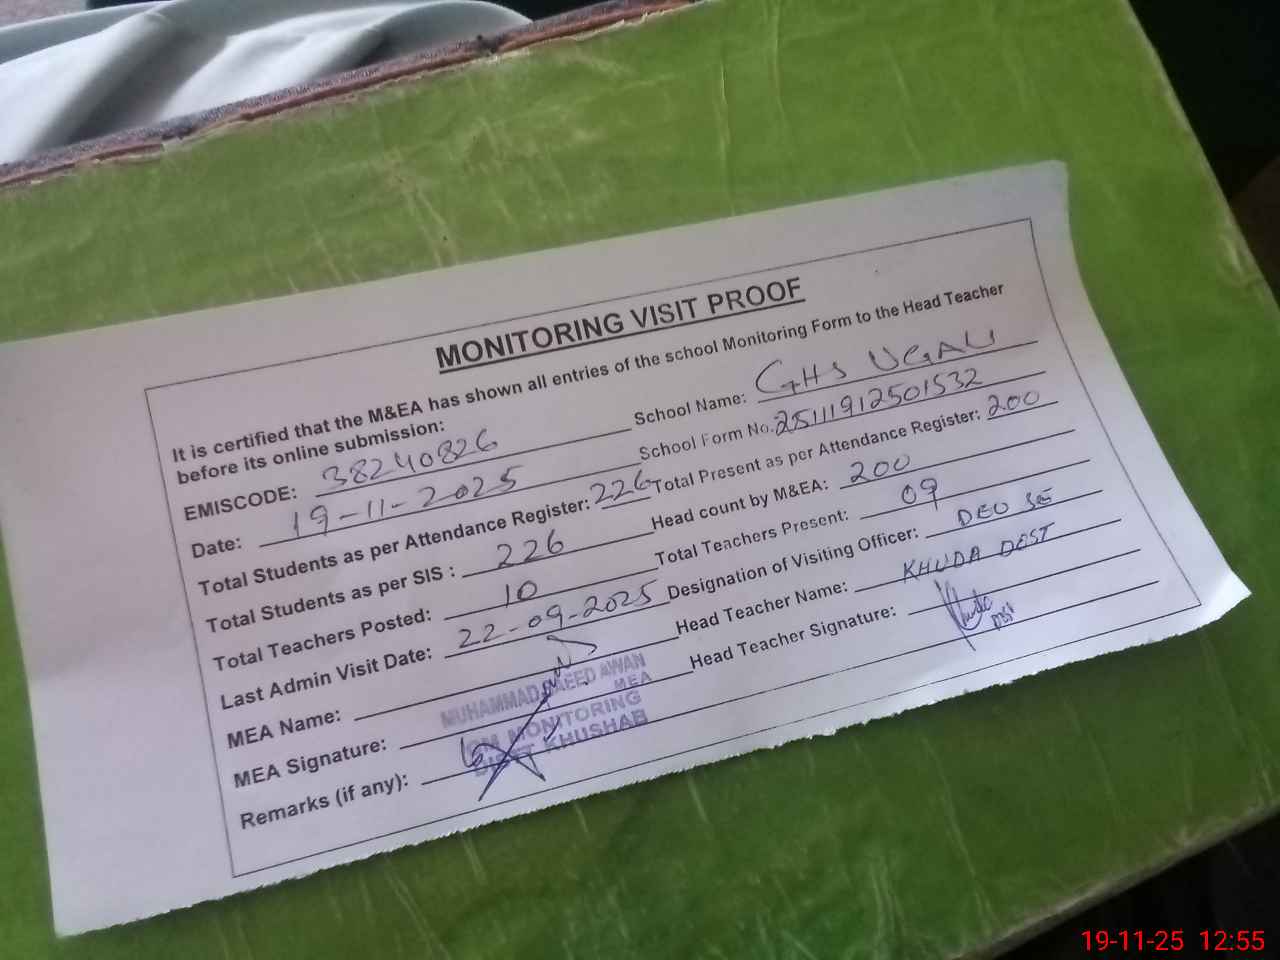 MONITORING VISIT PROOF
It is certified that the M&EA has shown all entries of the school Monitoring Form to the Head Teacher
before its online submission:
EMISCODE: 38240826 School Name: GHS UGALI
Date: 19-11-2025 School Form No. 25111912501532
Total Students as per Attendance Register: 226 Total Present as per Attendance Register: 200
Total Students as per SIS : 226 Head count by M&EA: 200
Total Teachers Posted: 10 Total Teachers Present: 09
Last Admin Visit Date: 22-09-2025 Designation of Visiting Officer: DEO SE
MEA Name: Head Teacher Name: KHUDA DOST
MEA Signature: Head Teacher Signature:
Remarks (if any):
MUHAMMAD SAEED AWAN
MEA
MONITORING
DISTT KHUSHAB
19-11-25 12:55